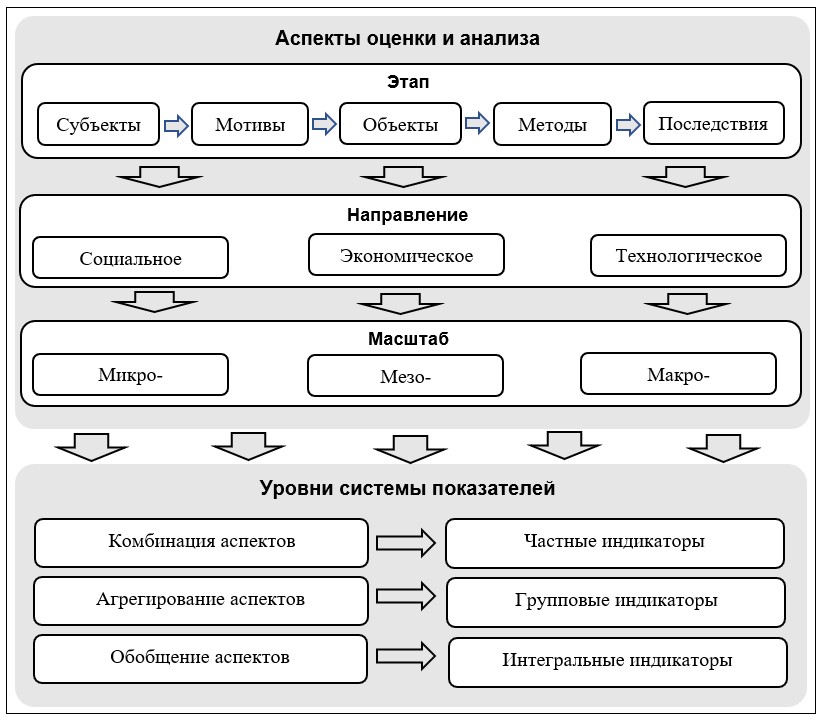 Аспекты оценки и анализа
Этап
Субъекты Мотивы Объекты Методы Последствия
Направление
Социальное Экономическое Технологическое
Масштаб
Микро- Мезо- Макро-
Уровни системы показателей
Комбинация аспектов Частные индикаторы
Агрегирование аспектов Групповые индикаторы
Обобщение аспектов Интегральные индикаторы